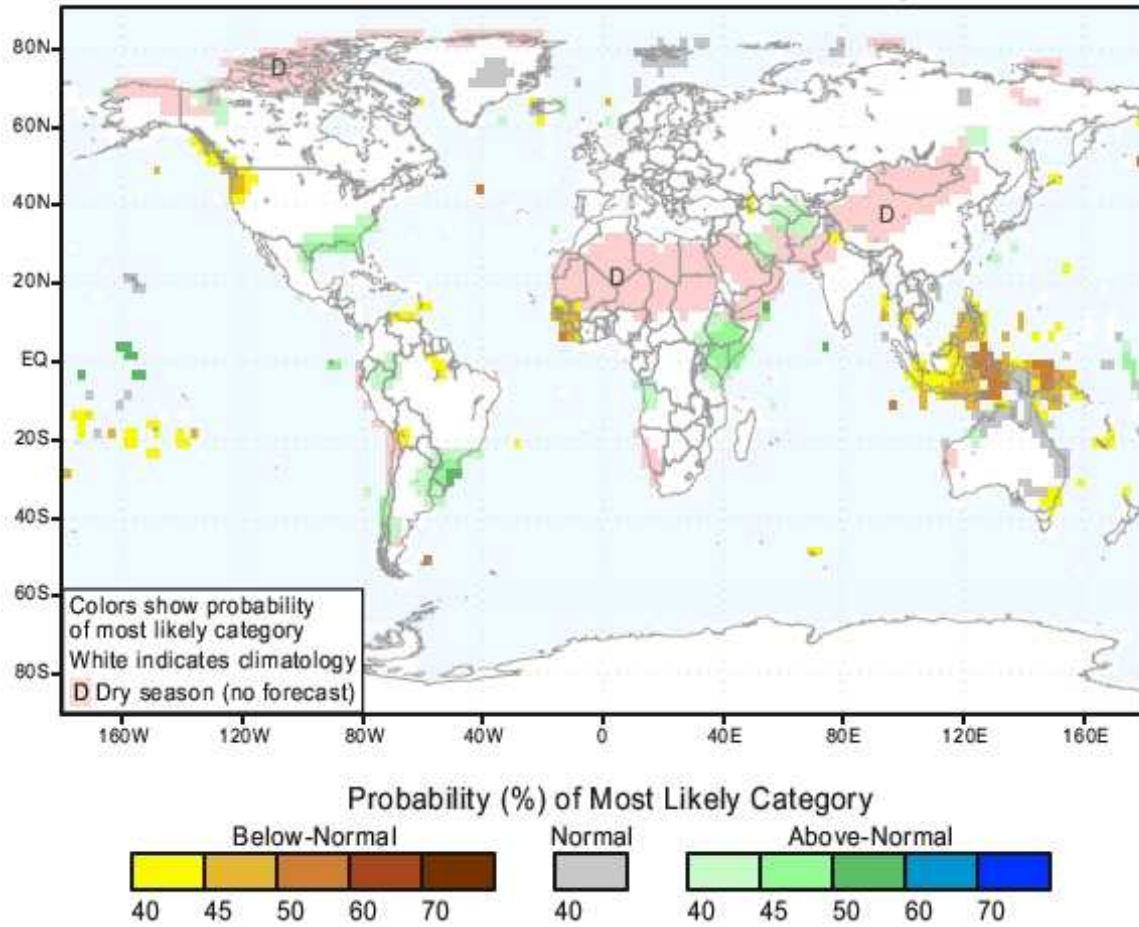 80N
60N
40N
20N
EQ
20S
40S
60S
80S
D
D
D
Colors show probability
of most likely category
White indicates climatology
D Dry season (no forecast)
160W 120W 80W 40W 0 40E 80E 120E 160E
Probability (%) of Most Likely Category
Below-Normal Normal Above-Normal
40 45 50 60 70 40 40 45 50 60 70